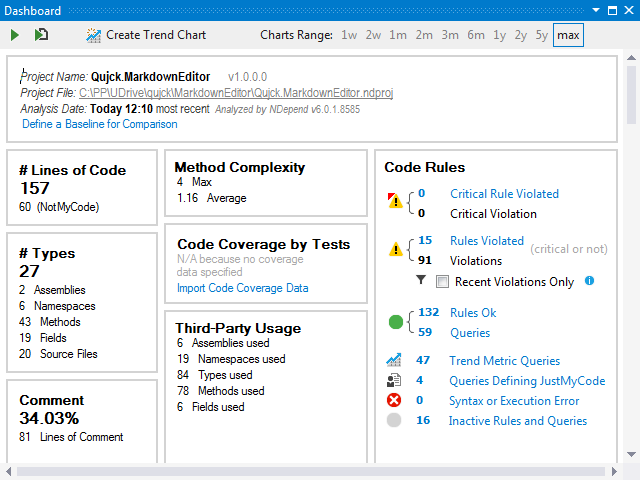 Dashboard
Create Trend Chart
Charts Range: 1w 2w 1m 2m 3m 6m 1y 2y 5y max
Project Name: Qujck.MarkdownEditor v1.0.0.0
Project File: C:\PP\UDrive\qujck\MarkdownEditor\Qujck.MarkdownEditor.ndproj
Analysis Date: Today 12:10 most recent Analyzed by NDepend v6.0.1.8585
Define a Baseline for Comparison
# Lines of Code
157
60 (NotMyCode)
# Types
27
2 Assemblies
6 Namespaces
43 Methods
19 Fields
20 Source Files
Comment
34.03%
81 Lines of Comment
Method Complexity
4 Max
1.16 Average
Code Coverage by Tests
N/A because no coverage
data specified
Import Code Coverage Data
Third-Party Usage
6 Assemblies used
19 Namespaces used
84 Types used
78 Methods used
6 Fields used
Code Rules
0 Critical Rule Violated
0 Critical Violation
15 Rules Violated (critical or not)
91 Violations
Recent Violations Only
132 Rules Ok
59 Queries
47 Trend Metric Queries
4 Queries Defining JustMyCode
0 Syntax or Execution Error
16 Inactive Rules and Queries